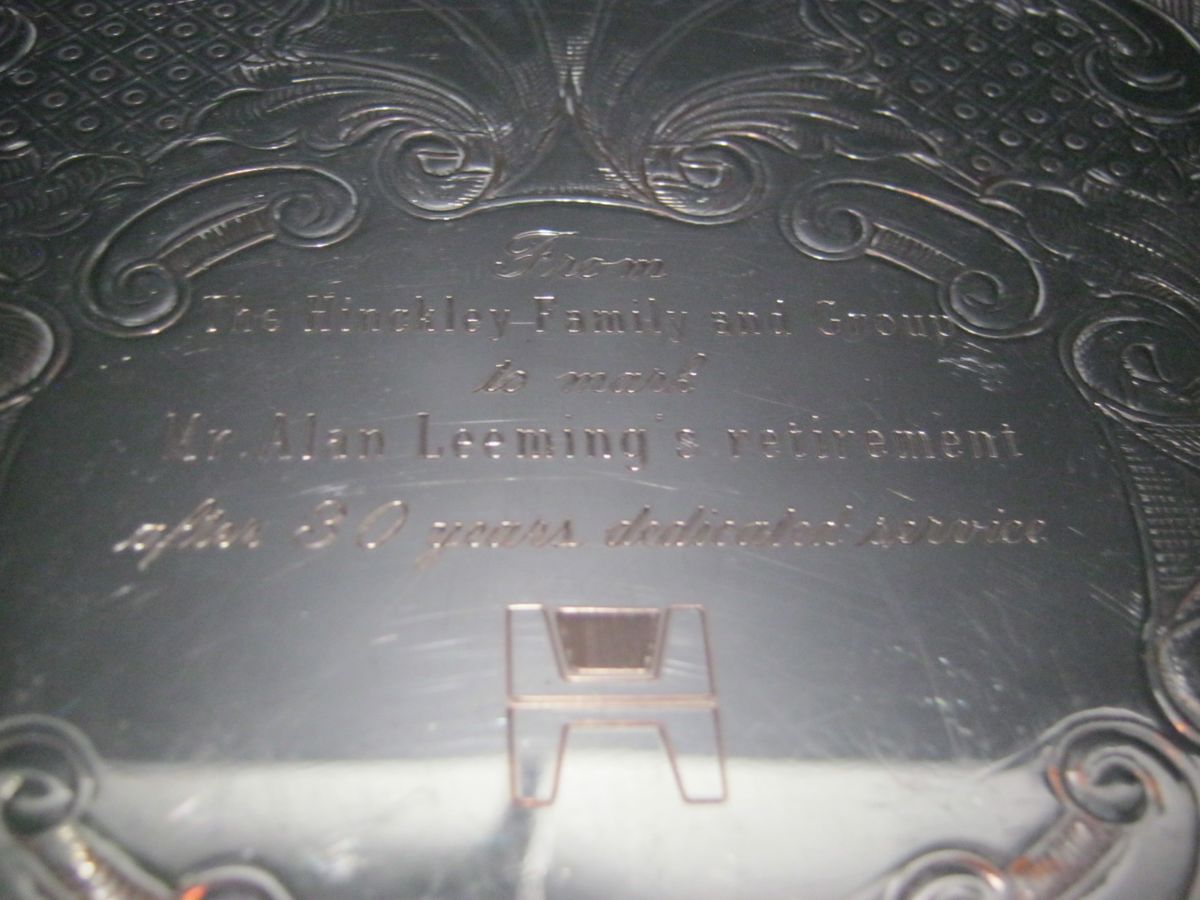 From
The Hinckley Family and Group
to mark
Mr. Alan Leeming's retirement
after 30 years dedicated service